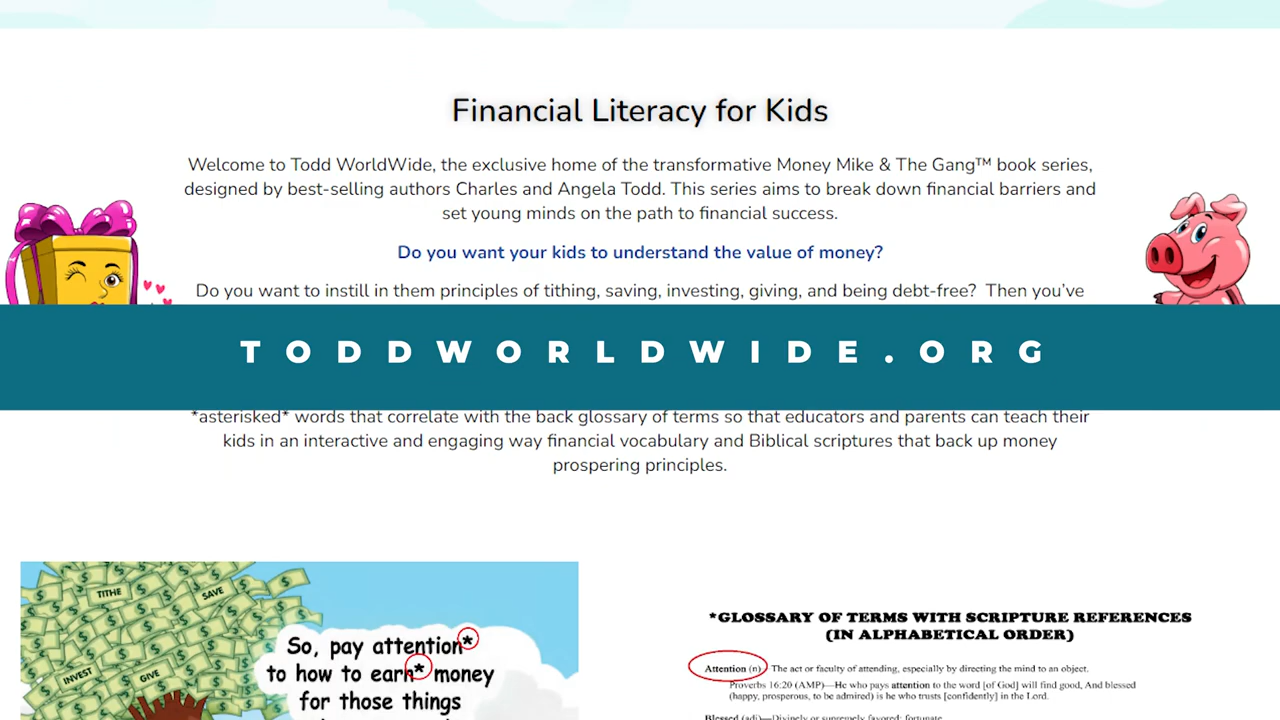 Financial Literacy for Kids
Welcome to Todd WorldWide, the exclusive home of the transformative Money Mike & The Gang™ book series,
designed by best-selling authors Charles and Angela Todd. This series aims to break down financial barriers and
set young minds on the path to financial success.
Do you want your kids to understand the value of money?
Do you want to instill in them principles of tithing, saving, investing, giving, and being debt-free? Then you've
TODDWORLDWIDE.ORG
*asterisked* words that correlate with the back glossary of terms so that educators and parents can teach their
kids in an interactive and engaging way financial vocabulary and Biblical scriptures that back up money
prospering principles.
TITHE
SAVE
INVEST
GIVE
So, pay attention*
to how to earn* money
for those things
*GLOSSARY OF TERMS WITH SCRIPTURE REFERENCES
(IN ALPHABETICAL ORDER)
Attention (n) The act or faculty of attending, especially by directing the mind to an object.
Proverbs 16:20 (AMP)—He who pays attention to the word [of God] will find good, And blessed
(happy, prosperous, to be admired) is he who trusts [confidently] in the Lord.
Blessed (adj)—Divinely or supremely favored; fortunate